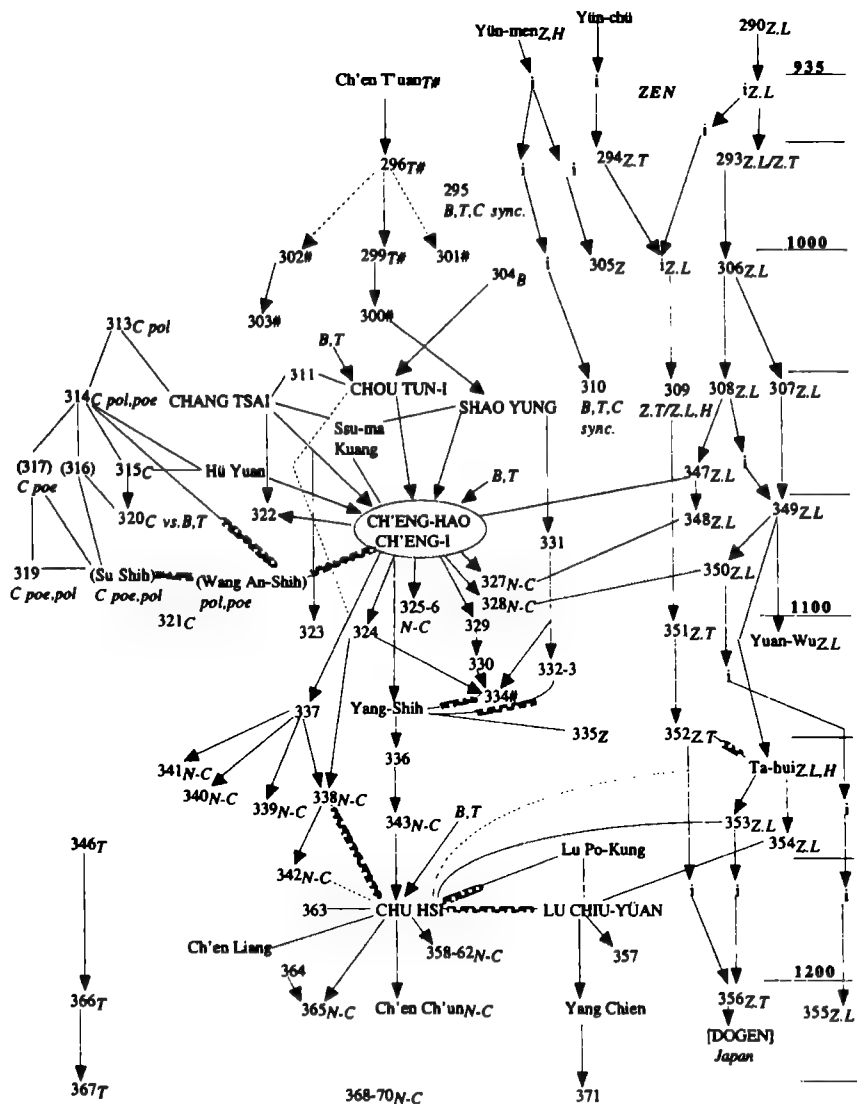 Yün-men Z,H
Yün-chü
290 Z.L
935
Ch'en T'uan T#
i
i
ZEN
i Z.L
i
296 T#
295
B,T,C sync.
i
i
294 Z.T
293 Z.L/Z.T
1000
302#
299 T#
301#
304 B
i
305 Z
i Z.L
306 Z.L
303#
300#
313 C pol
B,T
314 C pol,poe
CHANG TSAI
311
CHOU TUN-I
SHAO YUNG
310
B,T,C
sync.
309
Z.T/Z.L,H
308 Z.L
307 Z.L
Ssu-ma
Kuang
(317)
C poe
(316)
315 C
Hü Yuan
B,T
347 Z.L
i
320 C vs.B,T
322
CH'ENG-HAO
CH'ENG-I
331
348 Z.L
349 Z.L
319
C poe,pol
(Su Shih)
C poe,pol
(Wang An-Shih)
pol,poe
325-6
N-C
327 N-C
328 N-C
350 Z.L
1100
321 C
323
324
329
351 Z.T
Yuan-Wu Z.L
330
332-3
i
337
Yang-Shih
334#
335 Z
352 Z.T
336
Ta-hui Z.L,H
341 N-C
340 N-C
339 N-C
338 N-C
343 N-C
B,T
353 Z.L
354 Z.L
i
346 T
342 N-C
Lu Po-Kung
i
i
i
363
CHU HSI
LU CHIU-YÜAN
Ch'en Liang
358-62 N-C
357
364
1200
366 T
365 N-C
Ch'en Ch'un N-C
Yang Chien
356 Z.T
355 Z.L
[DOGEN]
Japan
367 T
368-70 N-C
371